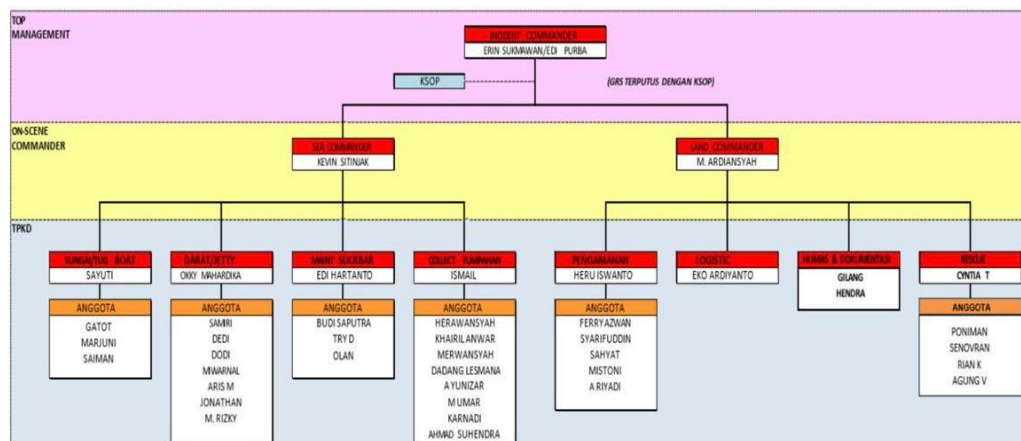 TOP
MANAGEMENT
INCIDENT COMMANDER
ERIN SUKMAWAN/EDI PURBA
KSOP
(GRS TERPUTUS DENGAN KSOP)
ON-SCENE
COMMANDER
SEA COMMANDER
KEVIN SITINJAK
LAND COMMANDER
M. ARDIANSYAH
TPKD
SUNGAI/TUG BOAT
SAYUTI
ANGGOTA
GATOT
MARJUNI
SAIMAN
DARAT/JETTY
OKKY MAHARDIKA
ANGGOTA
SAMIRI
DEDI
DODI
MIWARNAL
ARIS M
JONATHAN
M. RIZKY
MAINT SLICKBAR
EDI HARTANTO
ANGGOTA
BUDI SAPUTRA
TRY D
OLAN
COLLECT TUMPAHAN
ISMAIL
ANGGOTA
HERAWANSYAH
KHAIRIL ANWAR
MERWANSYAH
DADANG LESMANA
A YUNIZAR
M UMAR
KARNADI
AHMAD SUHENDRA
PENGAMANAN
HERU ISWANTO
ANGGOTA
FERRY AZWAN
SYARIFUDDIN
SAHYAT
MISTONI
A RIYADI
LOGISTIC
EKO ARDIYANTO
HUMAS & DOKUMENTASI
GILANG
HENDRA
RESCUE
CYNTIA T
ANGGOTA
PONIMAN
SENOVRAN
RIAN K
AGUNG V